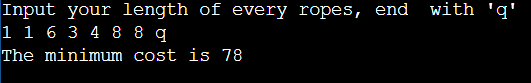 Input your length of every ropes, end  with 'q'
1 1 6 3 4 8 8 q
The minimum cost is 78